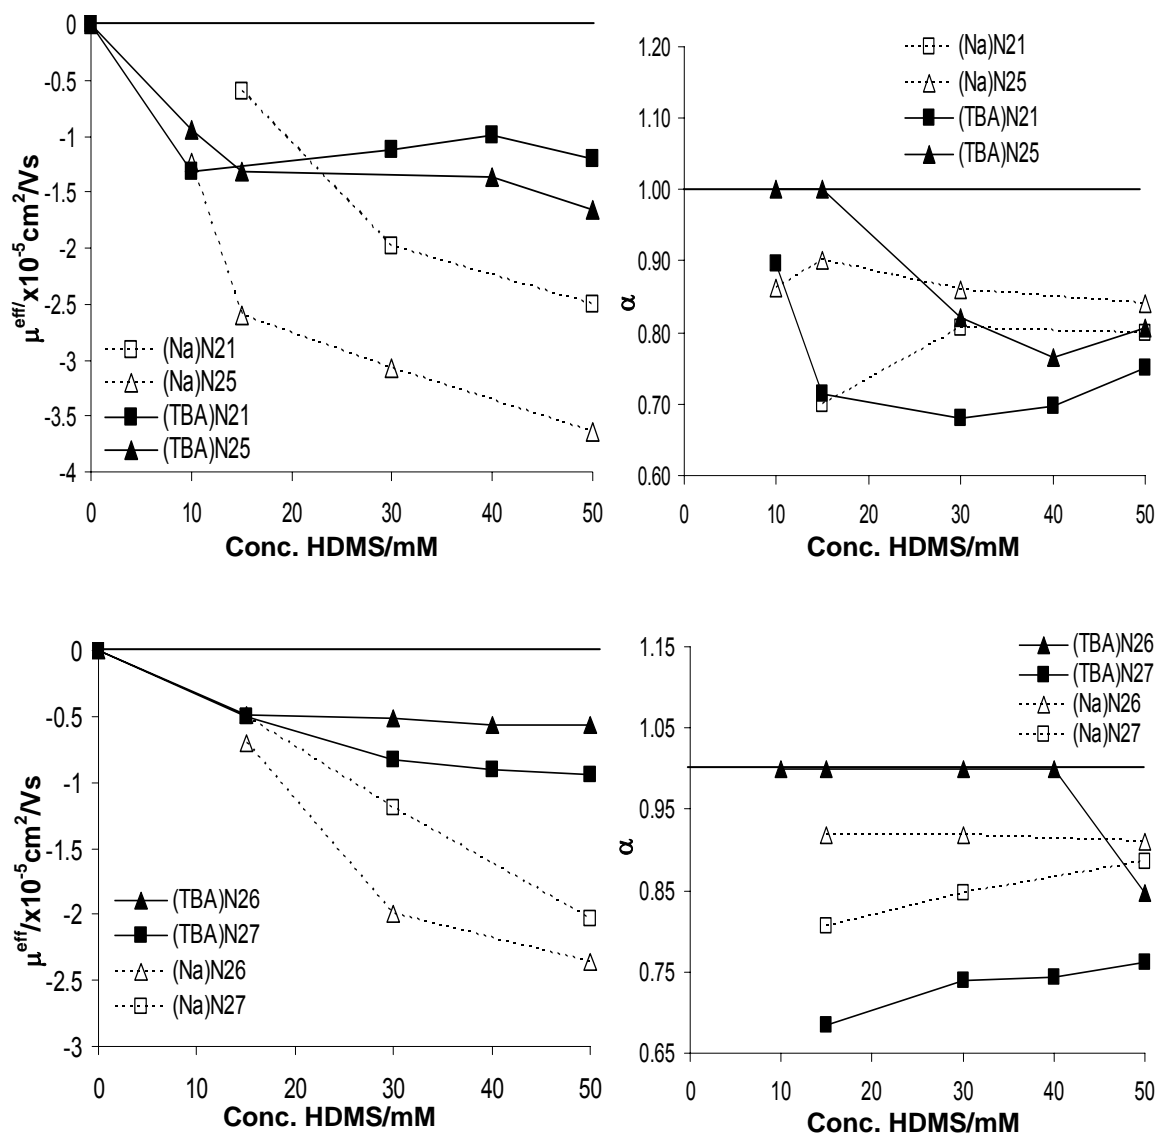 0
-0.5
-1
-1.5
-2
-2.5
-3
-3.5
-4
μeff/x10-5cm2/Vs
(Na)N21
(Na)N25
(TBA)N21
(TBA)N25
0 10 20 30 40 50
Conc. HDMS/mM
1.20
1.10
1.00
0.90
0.80
0.70
0.60
α
(Na)N21
(Na)N25
(TBA)N21
(TBA)N25
0 10 20 30 40 50
Conc. HDMS/mM
0
-0.5
-1
-1.5
-2
-2.5
-3
μeff/x10-5cm2/Vs
(TBA)N26
(TBA)N27
(Na)N26
(Na)N27
0 10 20 30 40 50
Conc. HDMS/mM
1.15
1.05
0.95
0.85
0.75
0.65
α
(TBA)N26
(TBA)N27
(Na)N26
(Na)N27
0 10 20 30 40 50
Conc. HDMS/mM